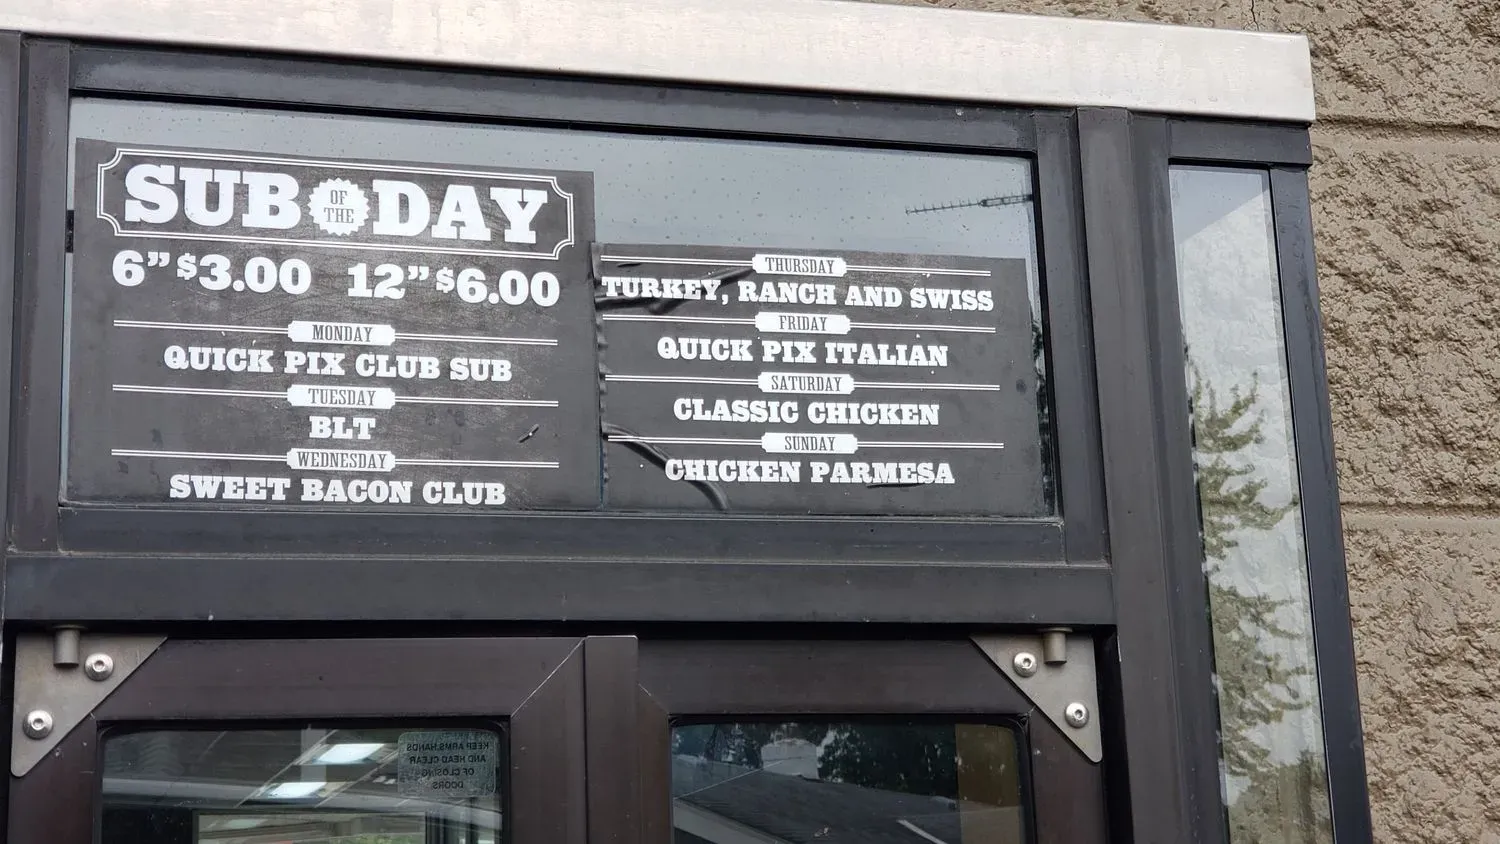 SUB OF THE DAY
6" $3.00 12" $6.00
MONDAY
QUICK PIX CLUB SUB
TUESDAY
BLT
WEDNESDAY
SWEET BACON CLUB
THURSDAY
TURKEY, RANCH AND SWISS
FRIDAY
QUICK PIX ITALIAN
SATURDAY
CLASSIC CHICKEN
SUNDAY
CHICKEN PARMESA
KEEP ARMS, HANDS
AND HEAD CLEAR
OF CLOSING
DOORS